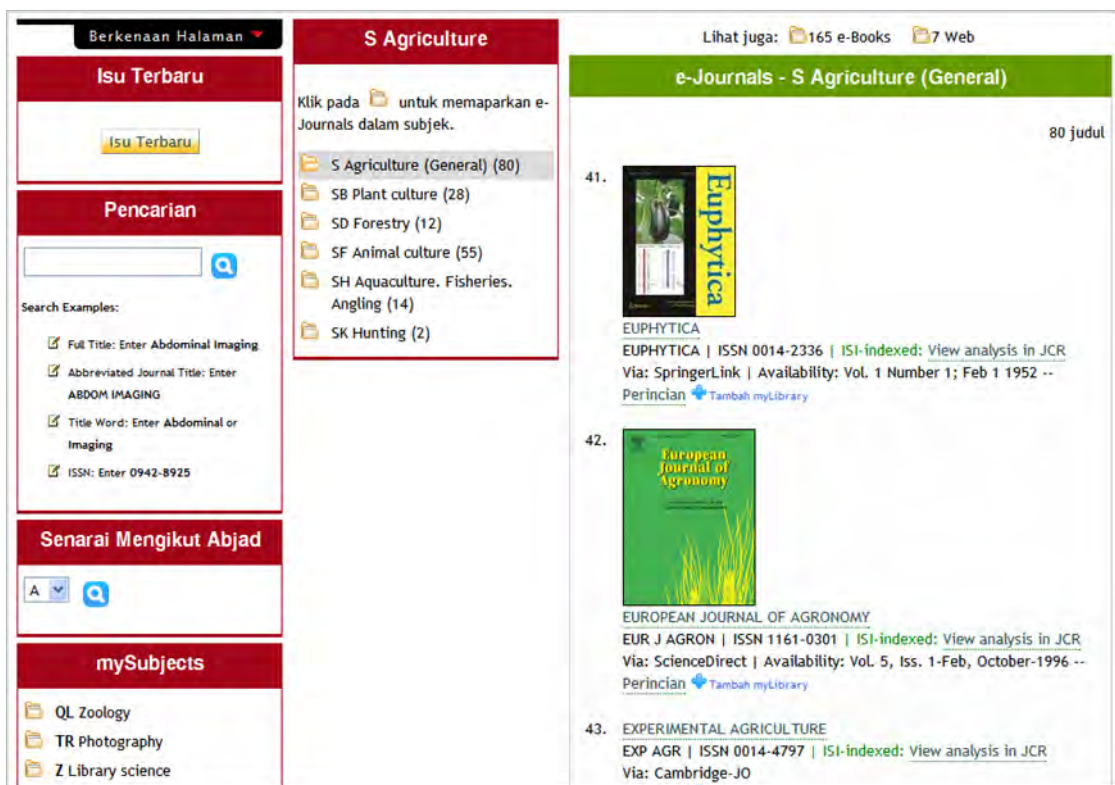 Berkenaan Halaman
Isu Terbaru
Isu Terbaru
Pencarian
Search Examples:
Full Title: Enter Abdominal Imaging
Abbreviated Journal Title: Enter
ABDOM IMAGING
Title Word: Enter Abdominal or
Imaging
ISSN: Enter 0942-8925
Senarai Mengikut Abjad
A
mySubjects
QL Zoology
TR Photography
Z Library science
S Agriculture
Klik pada untuk memaparkan e-
Journals dalam subjek.
S Agriculture (General) (80)
SB Plant culture (28)
SD Forestry (12)
SF Animal culture (55)
SH Aquaculture. Fisheries.
Angling (14)
SK Hunting (2)
Lihat juga: 165 e-Books 7 Web
e-Journals - S Agriculture (General)
80 judul
41.
Euphytica
EUPHYTICA
EUPHYTICA | ISSN 0014-2336 | ISI-indexed: View analysis in JCR
Via: SpringerLink | Availability: Vol. 1 Number 1; Feb 1 1952 --
Perincian Tambah myLibrary
42.
European
Journal of
Agronomy
EUROPEAN JOURNAL OF AGRONOMY
EUR J AGRON | ISSN 1161-0301 | ISI-indexed: View analysis in JCR
Via: ScienceDirect | Availability: Vol. 5, Iss. 1-Feb, October-1996 --
Perincian Tambah myLibrary
43. EXPERIMENTAL AGRICULTURE
EXP AGR | ISSN 0014-4797 | ISI-indexed: View analysis in JCR
Via: Cambridge-JO